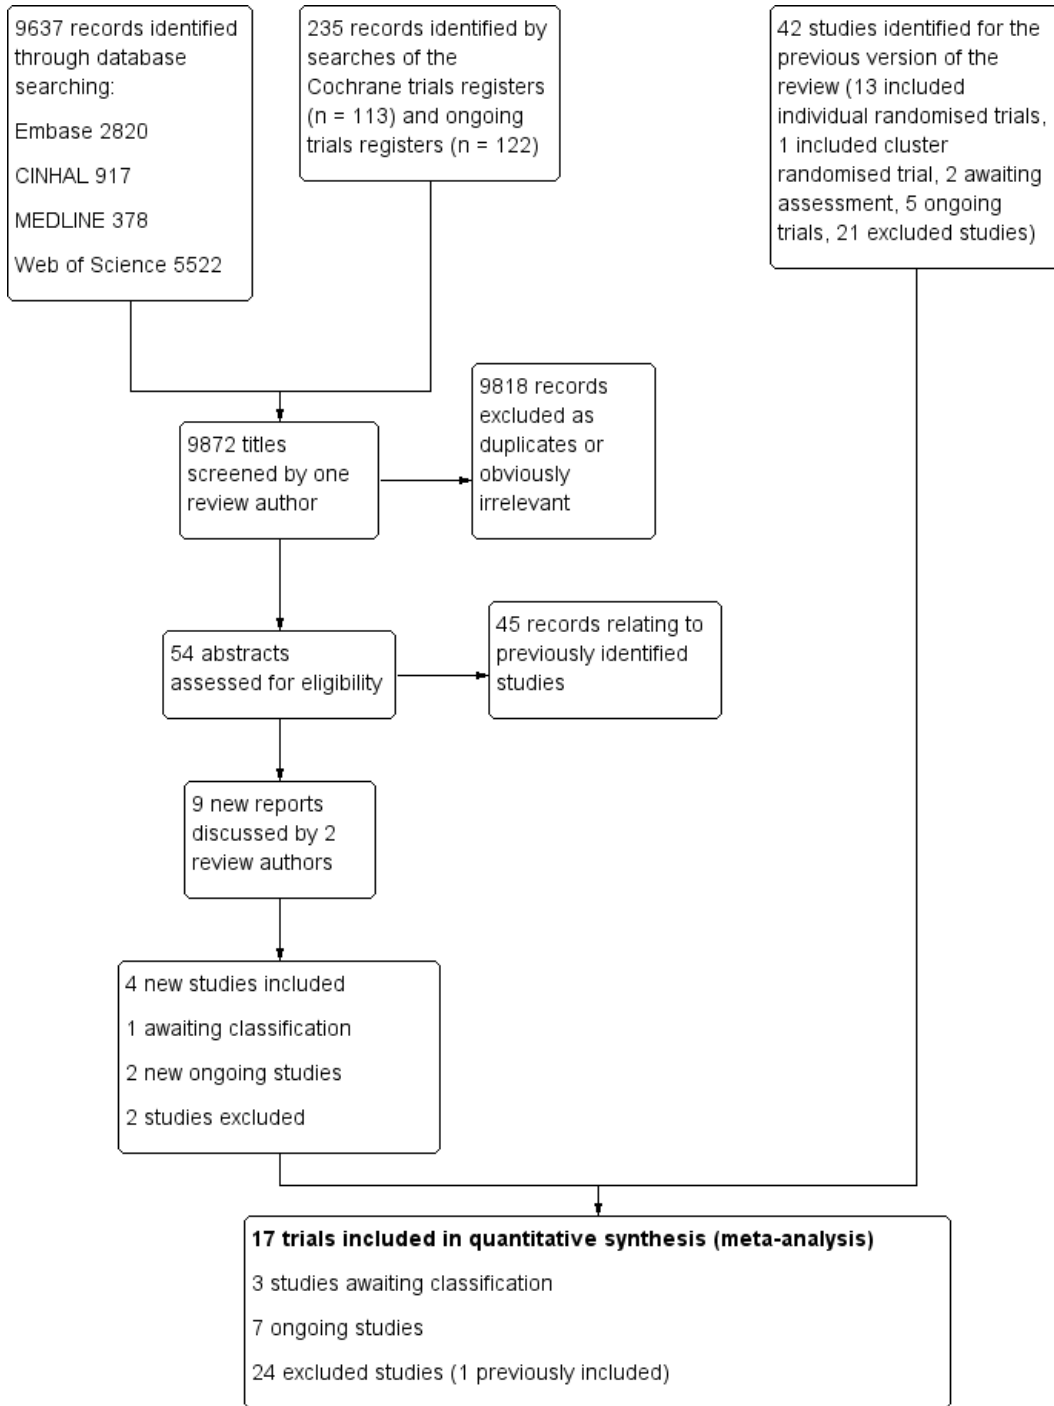 9637 records identified
through database
searching:
Embase 2820
CINHAL 917
MEDLINE 378
Web of Science 5522
235 records identified by
searches of the
Cochrane trials registers
(n = 113) and ongoing
trials registers (n = 122)
42 studies identified for the
previous version of the
review (13 included
individual randomised trials,
1 included cluster
randomised trial, 2 awaiting
assessment, 5 ongoing
trials, 21 excluded studies)
9872 titles
screened by one
review author
9818 records
excluded as
duplicates or
obviously
irrelevant
54 abstracts
assessed for eligibility
45 records relating to
previously identified
studies
9 new reports
discussed by 2
review authors
4 new studies included
1 awaiting classification
2 new ongoing studies
2 studies excluded
17 trials included in quantitative synthesis (meta-analysis)
3 studies awaiting classification
7 ongoing studies
24 excluded studies (1 previously included)